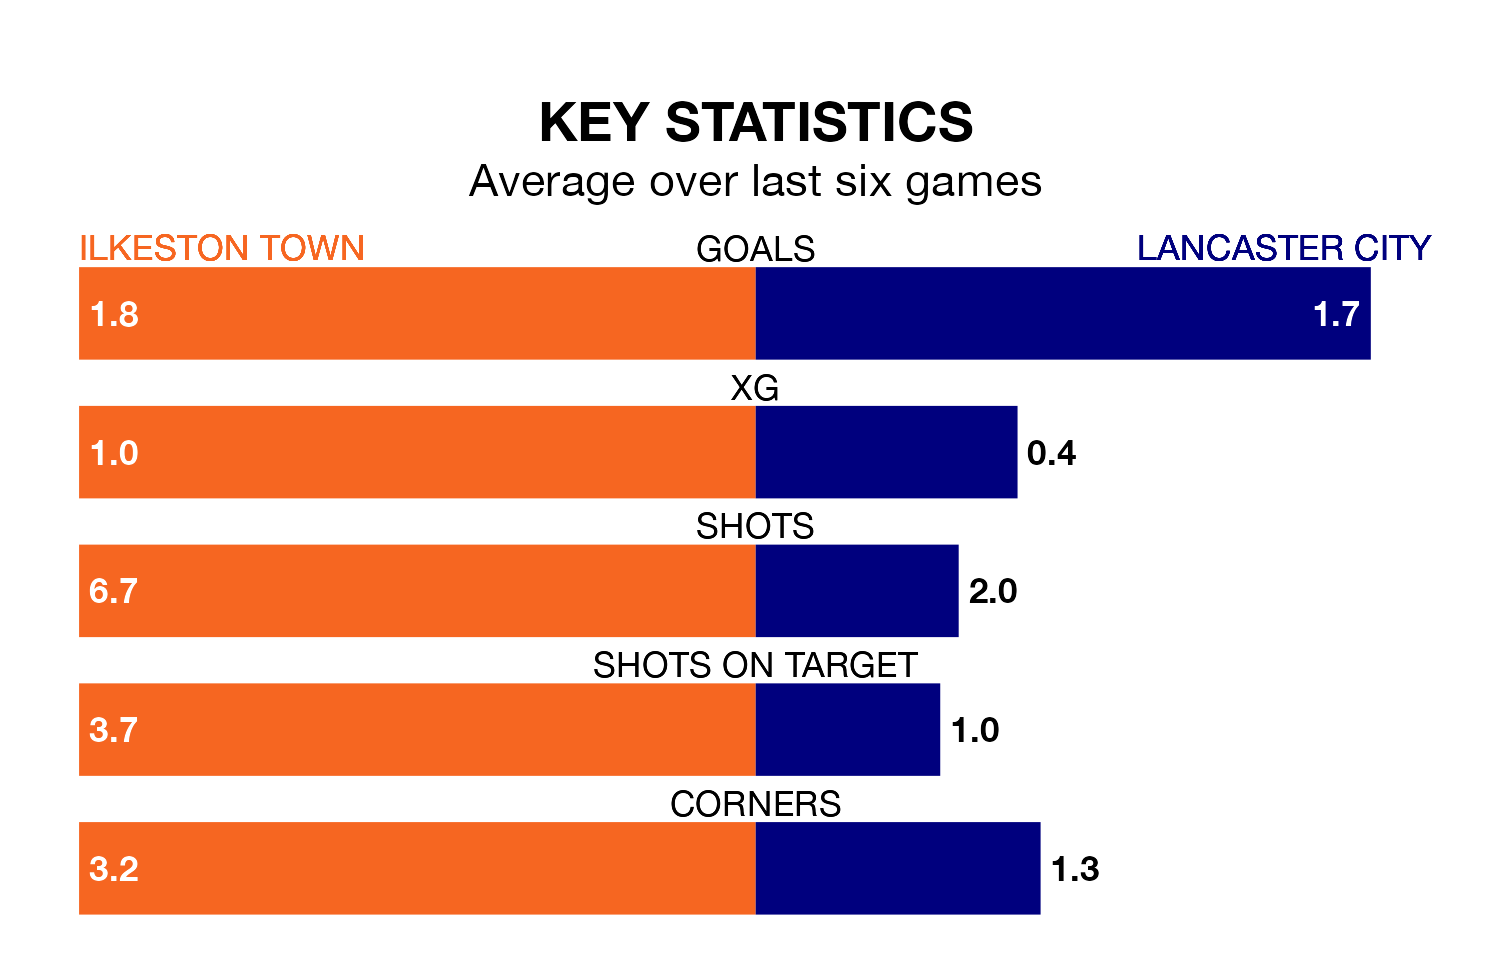 KEY STATISTICS
Average over last six games
ILKESTON TOWN GOALS LANCASTER CITY
1.8 1.7
XG
1.0 0.4
SHOTS
6.7 2.0
SHOTS ON TARGET
3.7 1.0
CORNERS
3.2 1.3